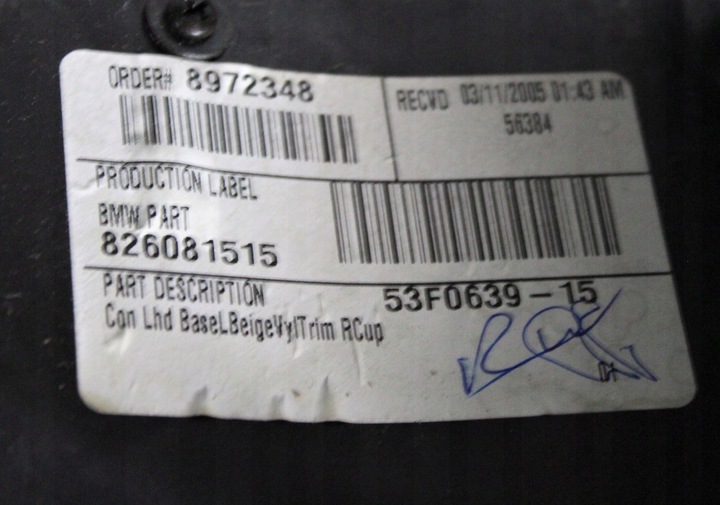 ORDER# 8972348
RECVD 03/11/2005 01:43 AM
56384
PRODUCTION LABEL
BMW PART
826081515
PART DESCRIPTION
53F0639-15
Con Lhd BaseLBeigeVylTrim RCup